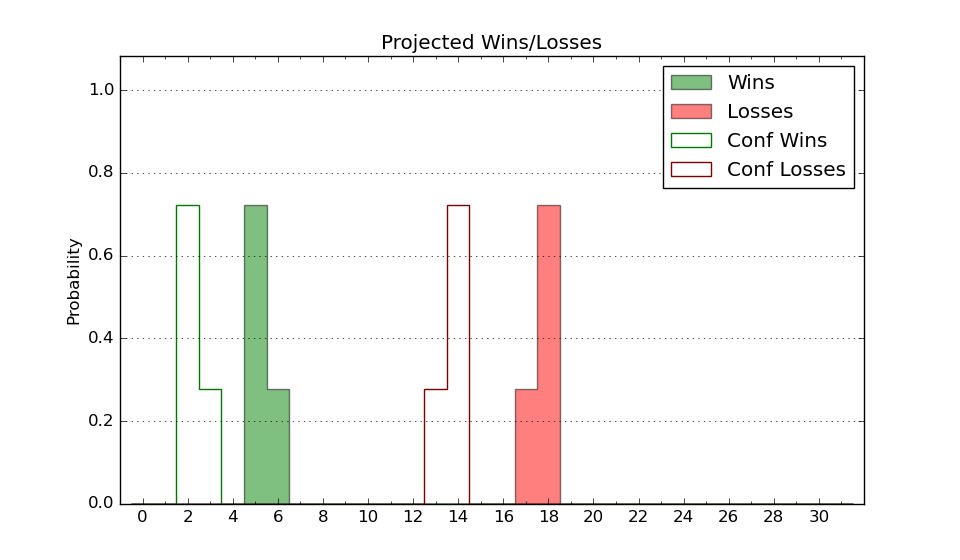 Projected Wins/Losses
Wins
Losses
Conf Wins
Conf Losses
Probability
1.0
0.8
0.6
0.4
0.2
0.0
0 2 4 6 8 10 12 14 16 18 20 22 24 26 28 30